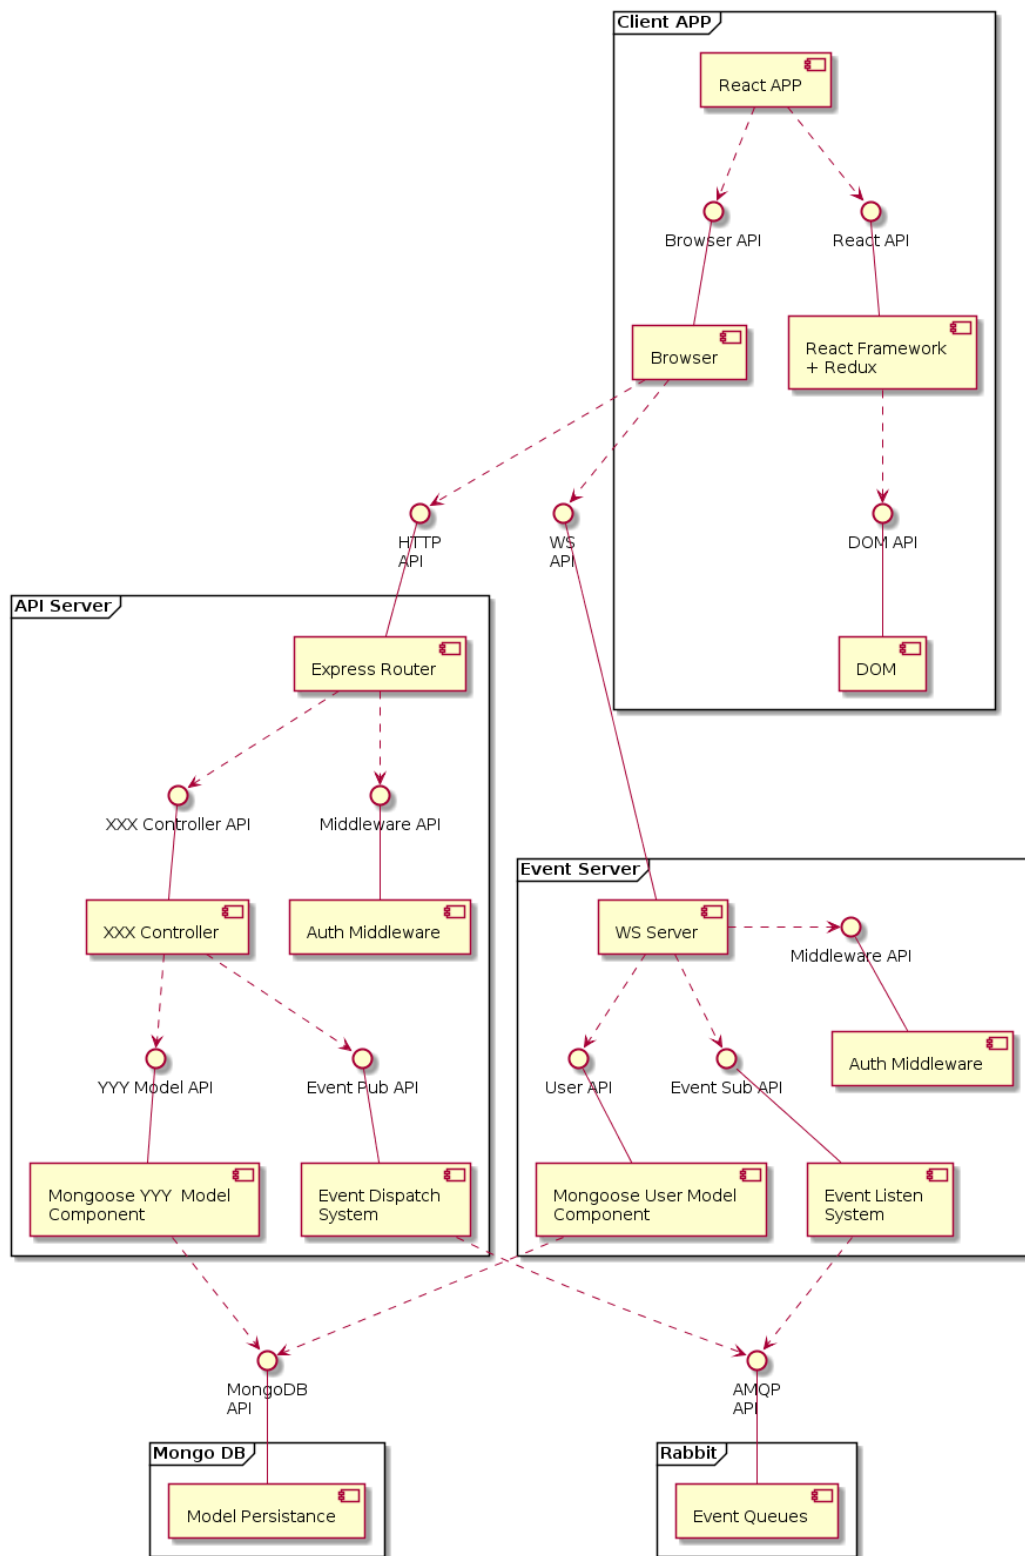 Client APP
React APP
Browser API
React API
Browser
React Framework
+ Redux
HTTP
API
WS
API
DOM API
API Server
Express Router
DOM
XXX Controller API
Middleware API
Event Server
XXX Controller
Auth Middleware
WS Server
Middleware API
Auth Middleware
YYY Model API
Event Pub API
User API
Event Sub API
Mongoose YYY  Model
Component
Event Dispatch
System
Mongoose User Model
Component
Event Listen
System
MongoDB
API
AMQP
API
Mongo DB
Model Persistance
Rabbit
Event Queues